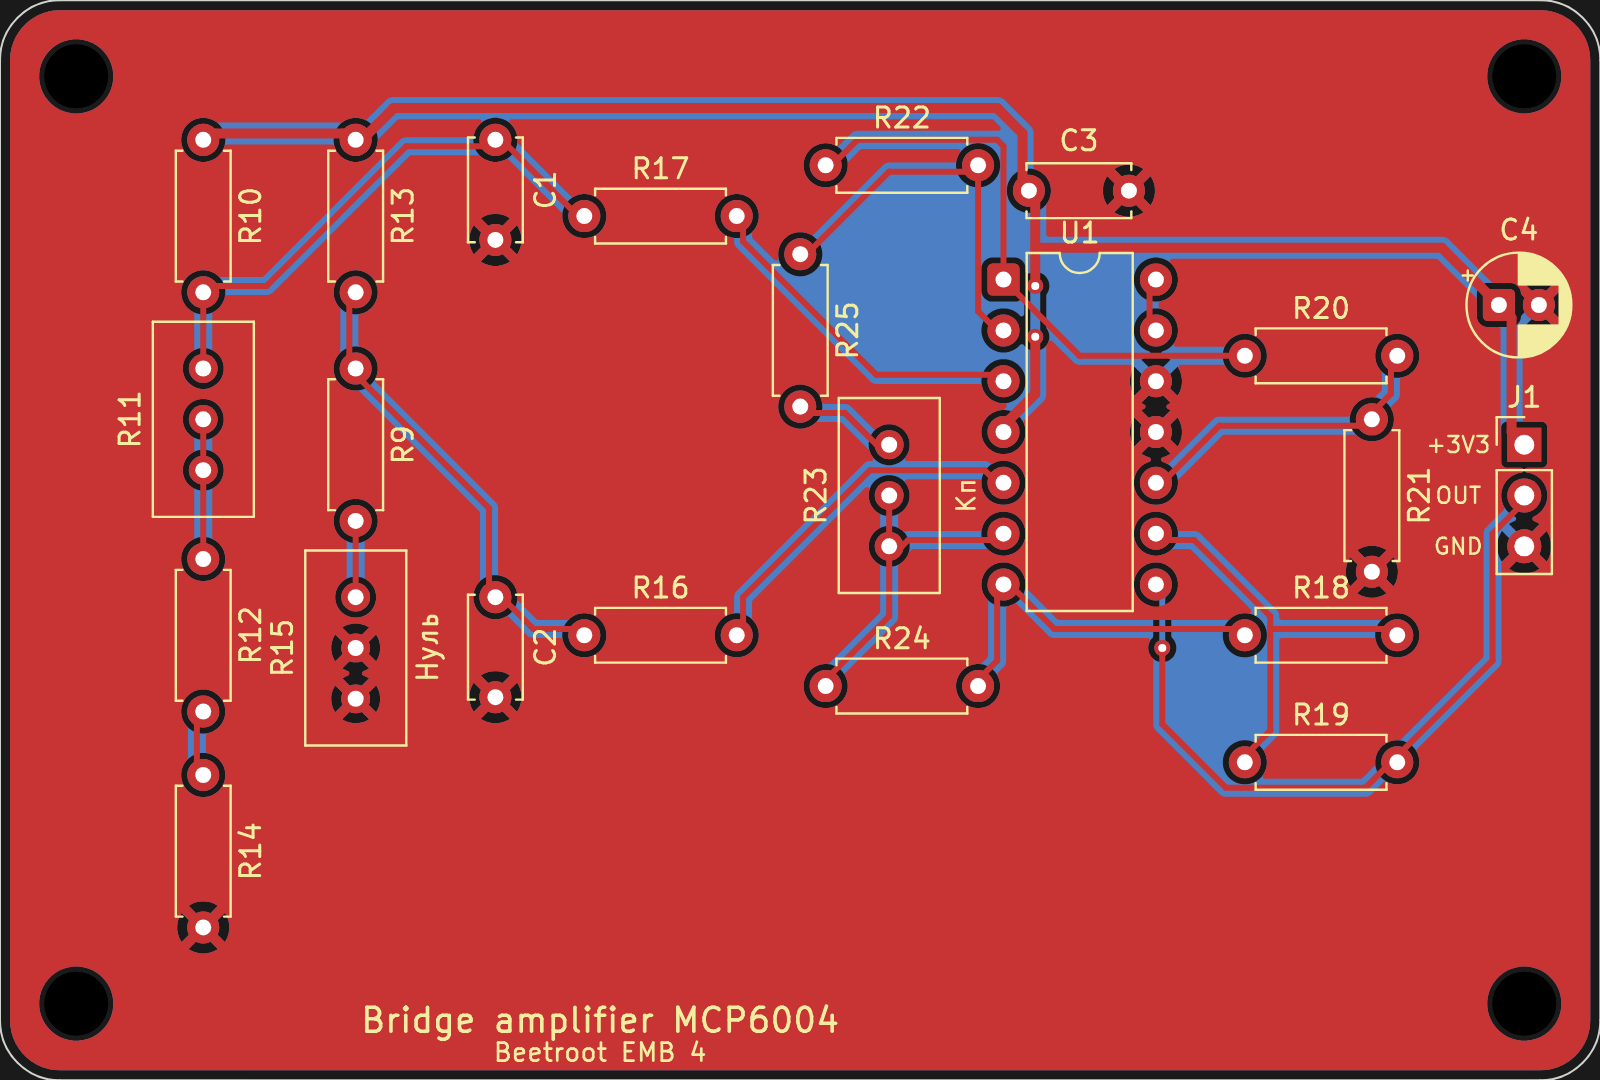 R22
C3
R17
C1
R10
R13
U1
C4
+
R20
R25
J1
R11
R9
+3V3
R23
Кп
R21
OUT
GND
R16
R18
R12
R15
Нуль
C2
R24
R19
R14
Bridge amplifier MCP6004
Beetroot EMB 4